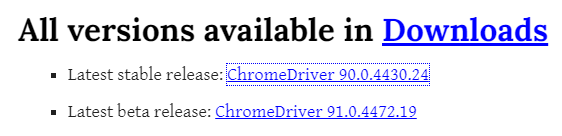 All versions available in Downloads
Latest stable release: ChromeDriver 90.0.4430.24
Latest beta release: ChromeDriver 91.0.4472.19